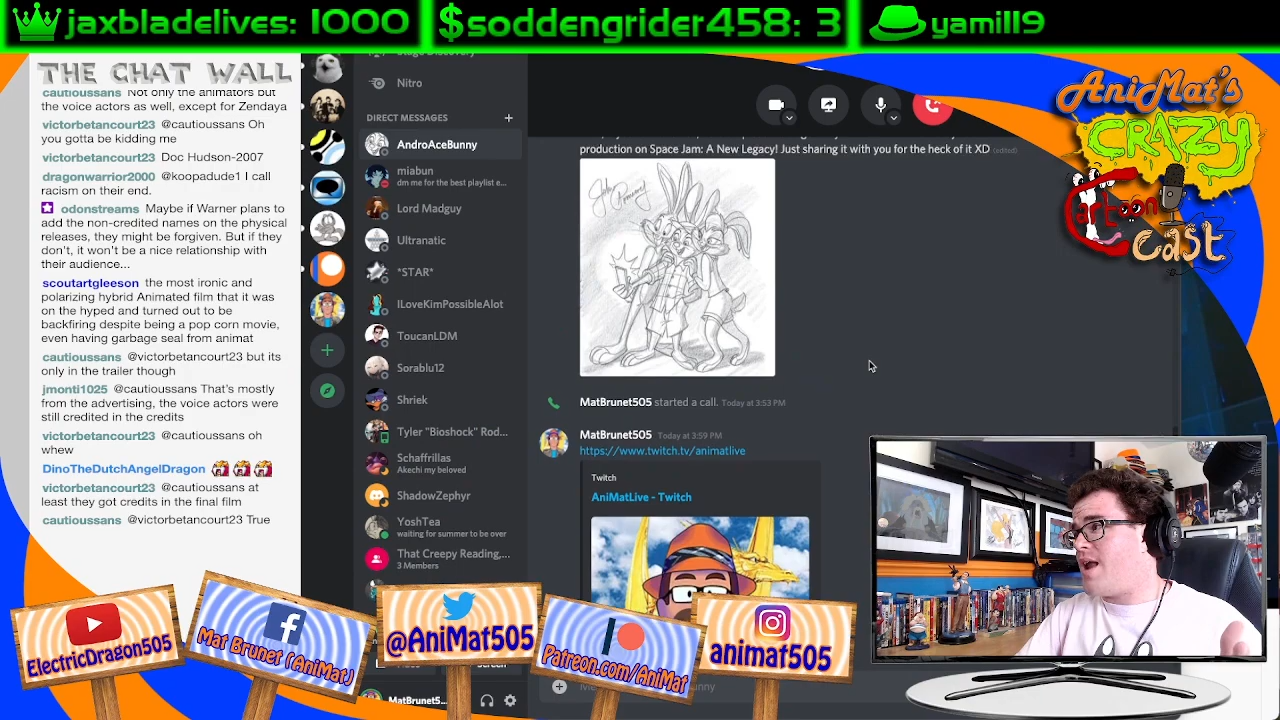 jaxbladelives: 1000
$soddengrider458: 3
yamill9
THE CHAT WALL
cautioussans Not only the animators but
the voice actors as well, except for Zendaya
victorbetancourt23 @cautioussans Oh
you gotta be kidding me
victorbetancourt23 Doc Hudson-2007
dragonwarrior2000 @koopadude1 I call
racism on their end.
odonstreams Maybe if Warner plans to
add the non-credited names on the physical
releases, they might be forgiven. But if they
don't, it won't be a nice relationship with
their audience...
scoutartgleeson the most ironic and
polarizing hybrid Animated film that it was
on the hyped and turned out to be
backfiring despite being a pop corn movie,
even having garbage seal from animat
cautioussans @victorbetancourt23 but its
only in the trailer though
jmonti1025 @cautioussans That's mostly
from the advertising, the voice actors were
still credited in the credits
victorbetancourt23 @cautioussans oh
whew
DinoTheDutchAngelDragon
victorbetancourt23 @cautioussans at
least they got credits in the final film
cautioussans @victorbetancourt23 True
Nitro
DIRECT MESSAGES
AndroAceBunny
miabun
dm me for the best playlist e...
Lord Madguy
Ultranatic
*STAR*
ILoveKimPossibleAlot
ToucanLDM
Sorablu12
Shriek
Tyler "Bioshock" Rod...
Schaffrillas
Akechi my beloved
ShadowZephyr
YoshTea
waiting for summer to be over
That Creepy Reading,...
3 Members
MatBrunet5...
production on Space Jam: A New Legacy! Just sharing it with you for the heck of it XD (edited)
MatBrunet505 started a call. Today at 3:53 PM
MatBrunet505 Today at 3:59 PM
https://www.twitch.tv/animatlive
Twitch
AniMatLive - Twitch
AniMat's
CRAZY
Cartoon
Cast
ElectricDragon505
Mat Brunet (AniMat)
@AniMat505
Patreon.com/AniMat
animat505